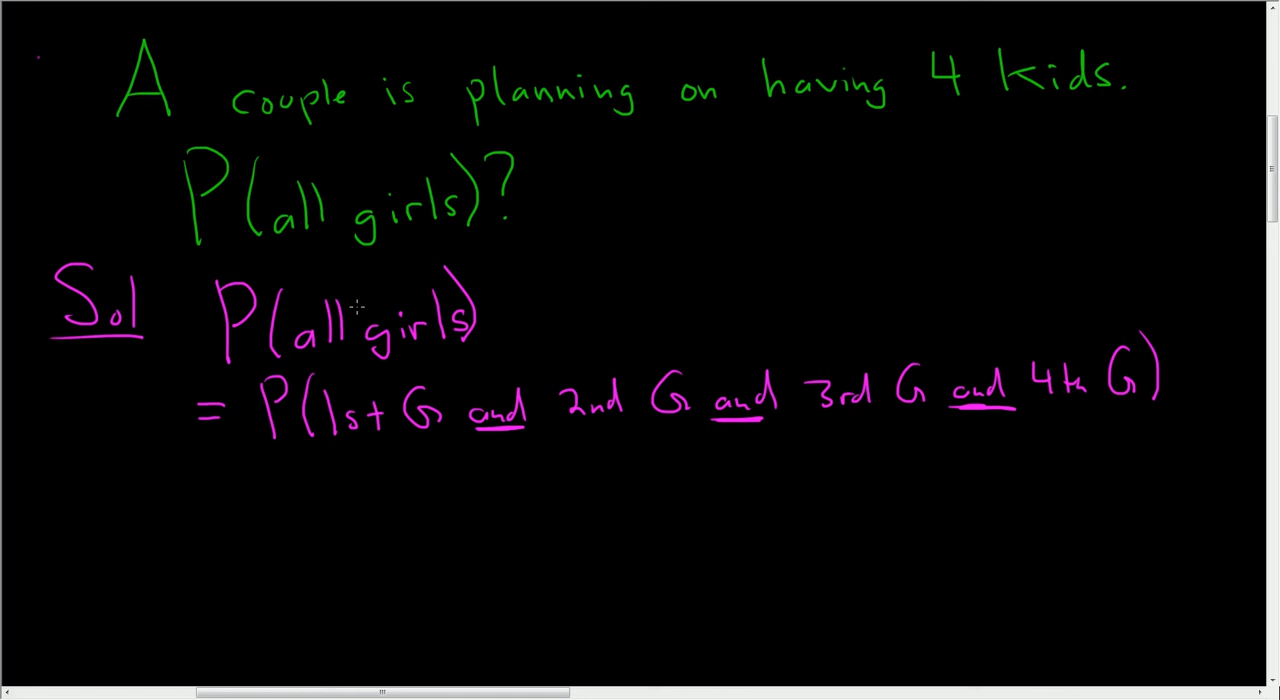 A couple is planning on having 4 kids.
P(all girls)?
Sol P(all girls)
= P(1st G and 2nd G and 3rd G and 4th G)